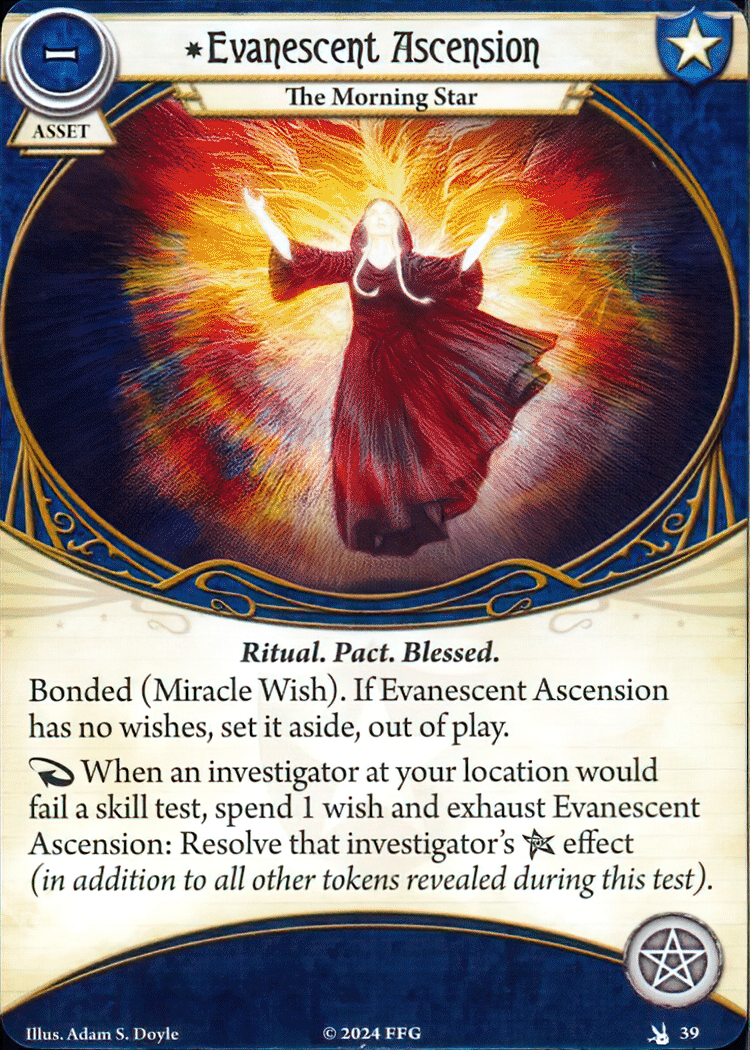 –
*Evanescent Ascension
ASSET
The Morning Star
Ritual. Pact. Blessed.
Bonded (Miracle Wish). If Evanescent Ascension
has no wishes, set it aside, out of play.
When an investigator at your location would
fail a skill test, spend 1 wish and exhaust Evanescent
Ascension: Resolve that investigator's effect
(in addition to all other tokens revealed during this test).
Illus. Adam S. Doyle
© 2024 FFG
39